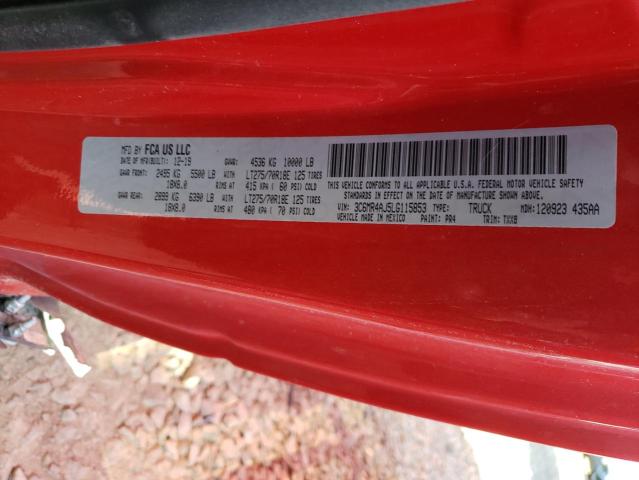 MFD BY FCA US LLC
DATE OF MFR(BUILT): 12-19 GVWR: 4536 KG 10000 LB
GAWR FRONT: 2495 KG 5500 LB LT275/70R18E 125 TIRES
18X8.0 RIMS AT 415 KPA ( 60 PSI) COLD
GAWR REAR: 2899 KG 6390 LB LT275/70R18E 125 TIRES
18X8.0 RIMS AT 480 KPA ( 70 PSI) COLD
THIS VEHICLE CONFORMS TO ALL APPLICABLE U.S.A. FEDERAL MOTOR VEHICLE SAFETY
STANDARDS IN EFFECT ON THE DATE OF MANUFACTURE SHOWN ABOVE.
VIN: 3C6MR4AJ5LG115853 TYPE: TRUCK MDH: 120923 435AA
VEHICLE MADE IN MEXICO PAINT: PR4 TRIM: TXX8